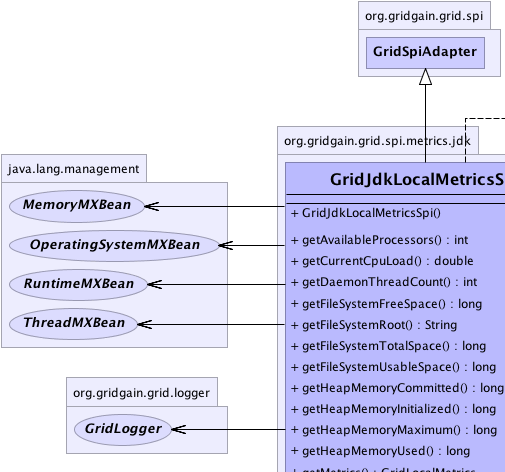 org.gridgain.grid.spi
GridSpiAdapter
org.gridgain.grid.spi.metrics.jdk
java.lang.management
MemoryMXBean
OperatingSystemMXBean
RuntimeMXBean
ThreadMXBean
org.gridgain.grid.logger
GridLogger
GridJdkLocalMetricsS
+ GridJdkLocalMetricsSpi()
+ getAvailableProcessors() : int
+ getCurrentCpuLoad() : double
+ getDaemonThreadCount() : int
+ getFileSystemFreeSpace() : long
+ getFileSystemRoot() : String
+ getFileSystemTotalSpace() : long
+ getFileSystemUsableSpace() : long
+ getHeapMemoryCommitted() : long
+ getHeapMemoryInitialized() : long
+ getHeapMemoryMaximum() : long
+ getHeapMemoryUsed() : long
+ getMetrics() : GridLocalMetrics